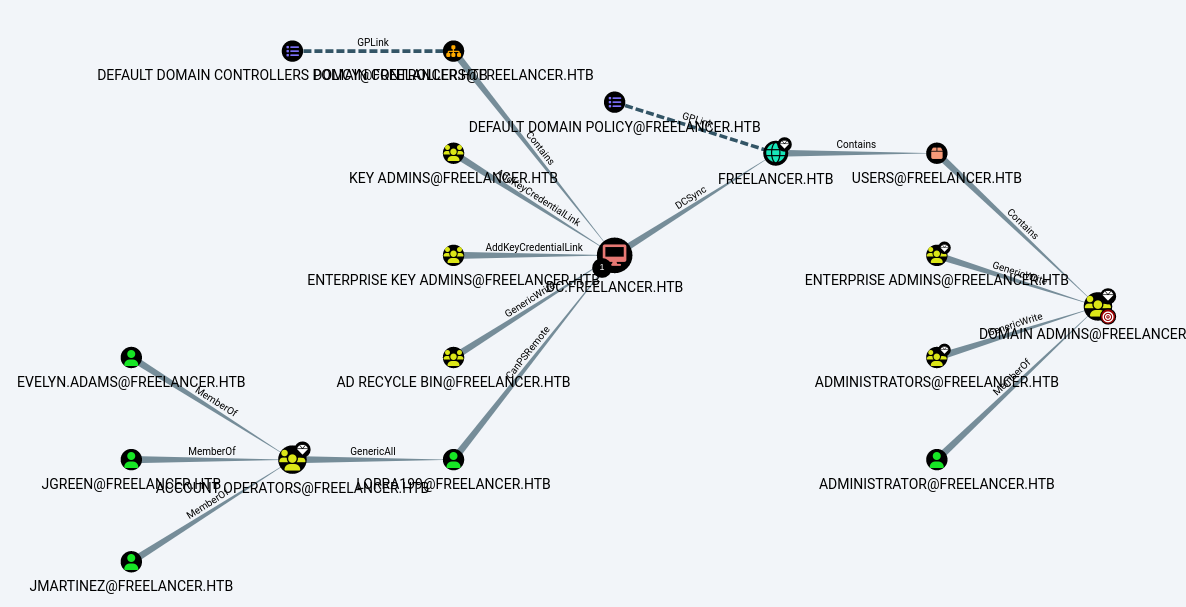 GPLink
DEFAULT DOMAIN CONTROLLERS POLICY@FREELANCER.HTB
DOMAIN CONTROLLERS@FREELANCER.HTB
GPLink
DEFAULT DOMAIN POLICY@FREELANCER.HTB
Contains
Contains
KEY ADMINS@FREELANCER.HTB
FREELANCER.HTB
USERS@FREELANCER.HTB
AddKeyCredentialLink
DCSync
Contains
AddKeyCredentialLink
ENTERPRISE KEY ADMINS@FREELANCER.HTB
1
DC.FREELANCER.HTB
ENTERPRISE ADMINS@FREELANCER.HTB
GenericWrite
GenericWrite
GenericWrite
DOMAIN ADMINS@FREELANCER
CanPSRemote
EVELYN.ADAMS@FREELANCER.HTB
AD RECYCLE BIN@FREELANCER.HTB
ADMINISTRATORS@FREELANCER.HTB
MemberOf
MemberOf
MemberOf
GenericAll
JGREEN@FREELANCER.HTB
ACCOUNT OPERATORS@FREELANCER.HTB
LORRA199@FREELANCER.HTB
ADMINISTRATOR@FREELANCER.HTB
MemberOf
JMARTINEZ@FREELANCER.HTB